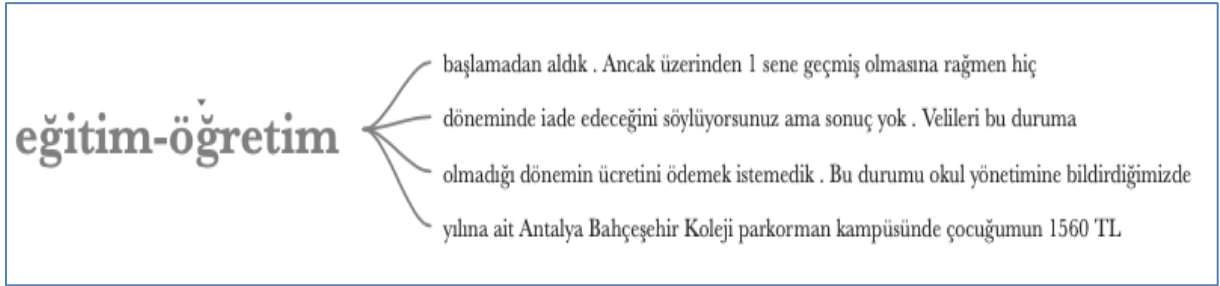 eğitim-öğretim
başlamadan aldık . Ancak üzerinden 1 sene geçmiş olmasına rağmen hiç
döneminde iade edeceğini söylüyorsunuz ama sonuç yok . Velileri bu duruma
olmadığı dönemin ücretini ödemek istemedik . Bu durumu okul yönetimine bildirdiğimizde
yılına ait Antalya Bahçeşehir Koleji parkorman kampüsünde çocuğumun 1560 TL